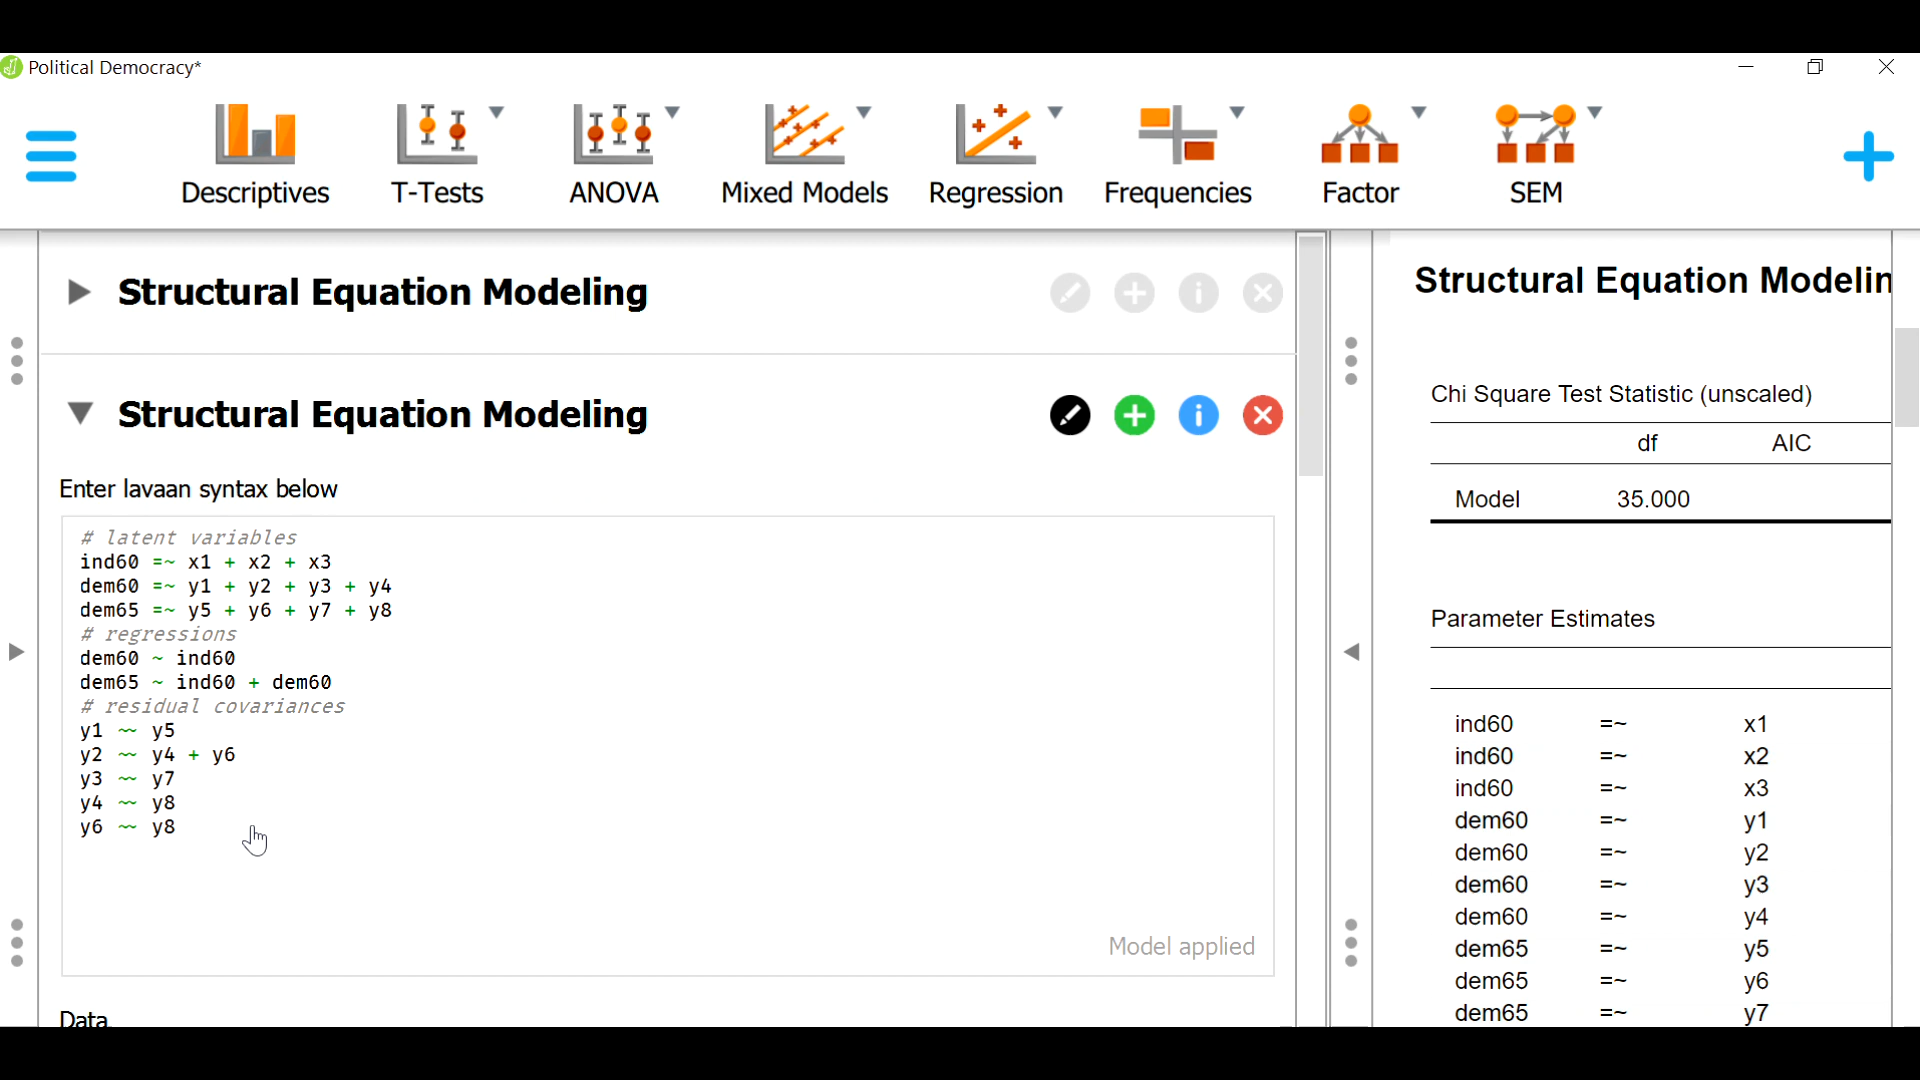 Political Democracy*
Descriptives
T-Tests
ANOVA
Mixed Models
Regression
Frequencies
Factor
SEM
Structural Equation Modeling
Structural Equation Modeling
Enter lavaan syntax below
# latent variables
ind60 =~ x1 + x2 + x3
dem60 =~ y1 + y2 + y3 + y4
dem65 =~ y5 + y6 + y7 + y8
# regressions
dem60 ~ ind60
dem65 ~ ind60 + dem60
# residual covariances
y1 ~~ y5
y2 ~~ y4 + y6
y3 ~~ y7
y4 ~~ y8
y6 ~~ y8
Model applied
Data
Structural Equation Modelin
Chi Square Test Statistic (unscaled)
df AIC
Model 35.000
Parameter Estimates
ind60 =~ x1
ind60 =~ x2
ind60 =~ x3
dem60 =~ y1
dem60 =~ y2
dem60 =~ y3
dem60 =~ y4
dem65 =~ y5
dem65 =~ y6
dem65 =~ y7